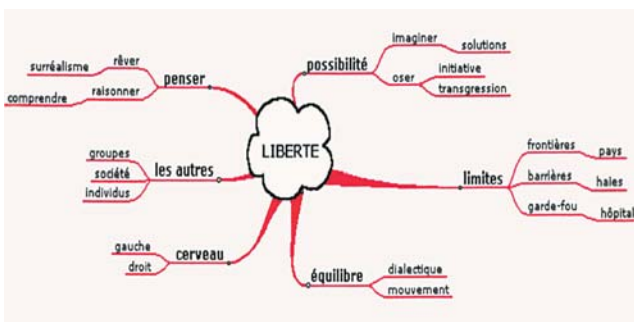 LIBERTE
penser
rêver
surréalisme
raisonner
comprendre
les autres
groupes
société
individus
cerveau
gauche
droit
possibilité
imaginer
solutions
oser
initiative
transgression
limites
frontières
pays
barrières
haies
garde-fou
hôpital
équilibre
dialectique
mouvement